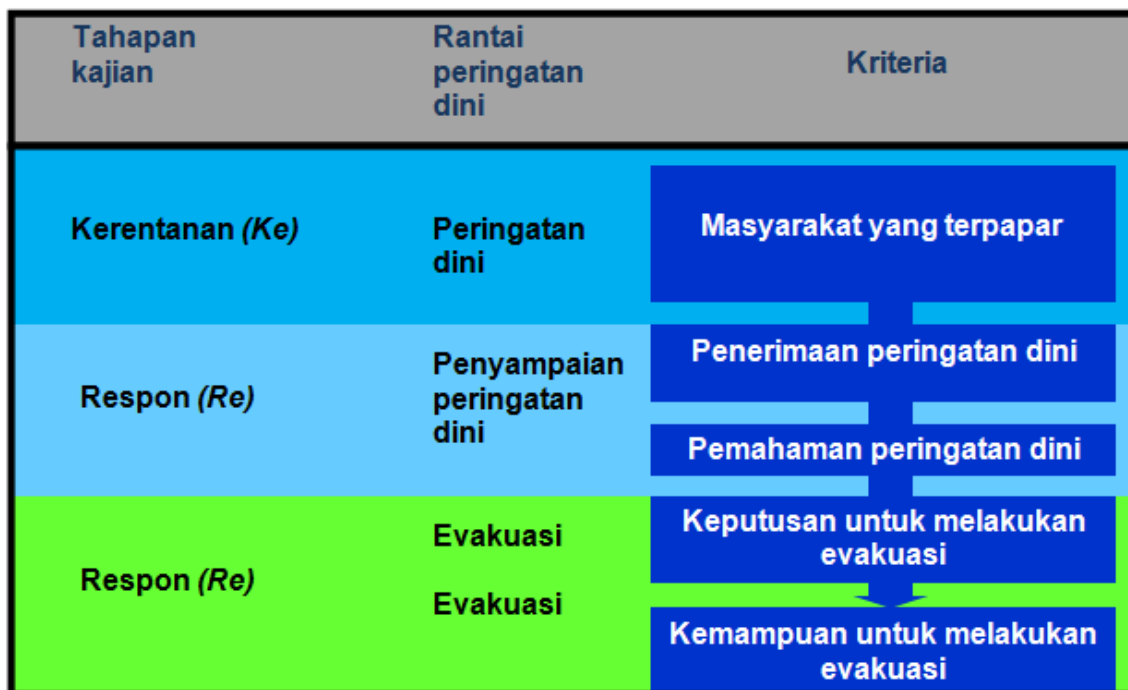 Tahapan
kajian
Rantai
peringatan
dini
Kriteria
Kerentanan (Ke)
Peringatan
dini
Masyarakat yang terpapar
Respon (Re)
Penyampaian
peringatan
dini
Penerimaan peringatan dini
Pemahaman peringatan dini
Respon (Re)
Evakuasi
Evakuasi
Keputusan untuk melakukan
evakuasi
Kemampuan untuk melakukan
evakuasi